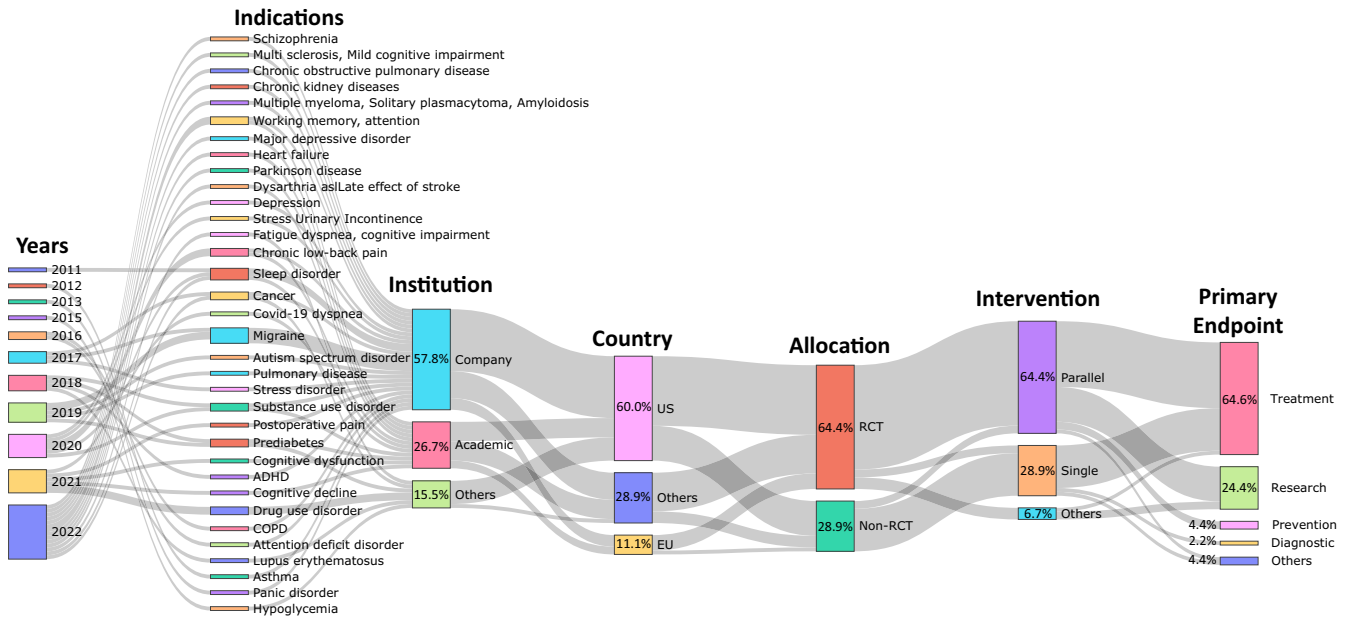 Years
2011
2012
2013
2015
2016
2017
2018
2019
2020
2021
2022
Indications
Schizophrenia
Multi sclerosis, Mild cognitive impairment
Chronic obstructive pulmonary disease
Chronic kidney diseases
Multiple myeloma, Solitary plasmacytoma, Amyloidosis
Working memory, attention
Major depressive disorder
Heart failure
Parkinson disease
Dysarthria aslLate effect of stroke
Depression
Stress Urinary Incontinence
Fatigue dyspnea, cognitive impairment
Chronic low-back pain
Sleep disorder
Cancer
Covid-19 dyspnea
Migraine
Autism spectrum disorder
Pulmonary disease
Stress disorder
Substance use disorder
Postoperative pain
Prediabetes
Cognitive dysfunction
ADHD
Cognitive decline
Drug use disorder
COPD
Attention deficit disorder
Lupus erythematosus
Asthma
Panic disorder
Hypoglycemia
Institution
57.8% Company
26.7% Academic
15.5% Others
Country
60.0% US
28.9% Others
11.1% EU
Allocation
64.4% RCT
28.9% Non-RCT
Intervention
64.4% Parallel
28.9% Single
6.7% Others
Primary
Endpoint
64.6% Treatment
24.4% Research
4.4% Prevention
2.2% Diagnostic
4.4% Others